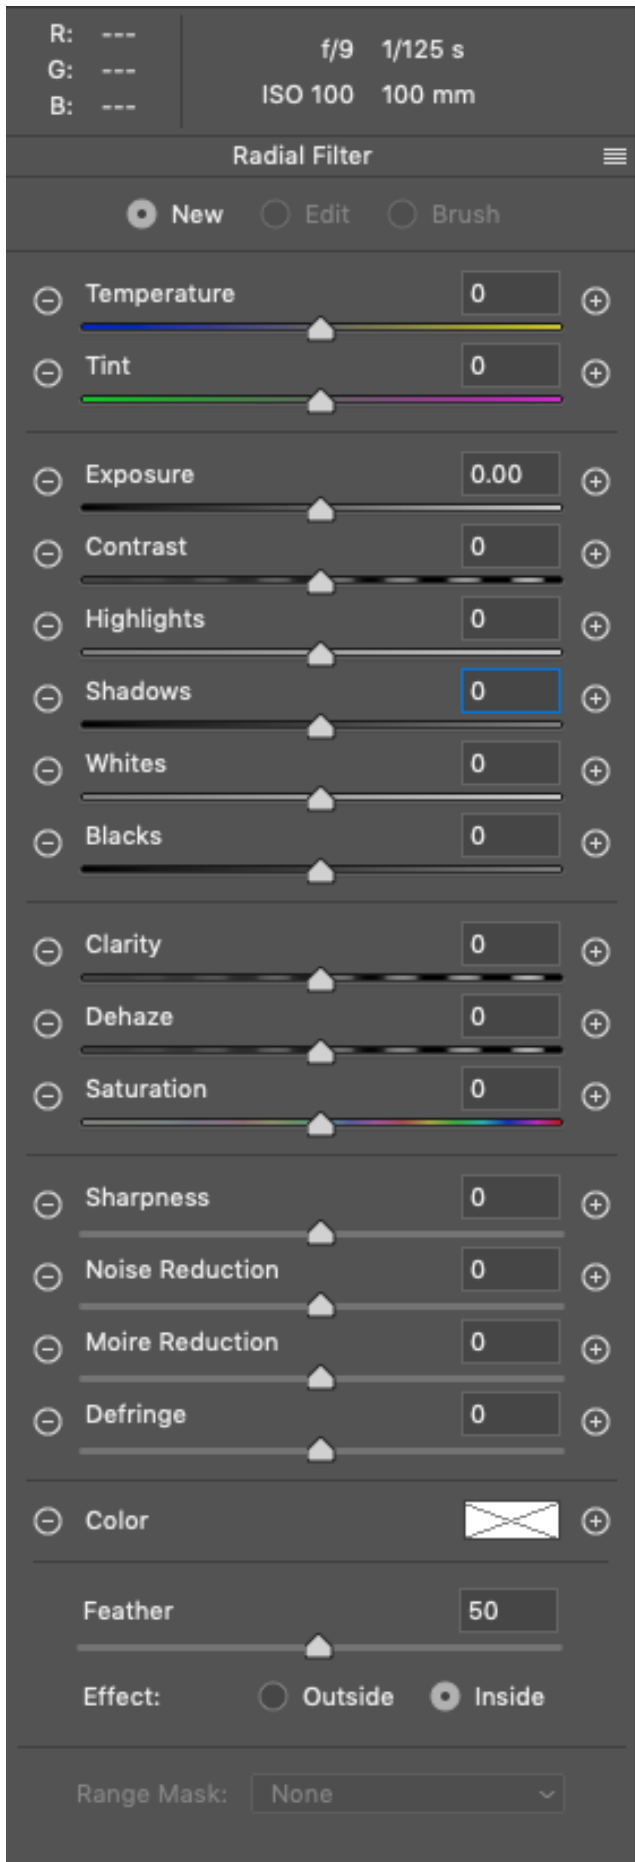 R: ---
G: ---
B: ---
f/9 1/125 s
ISO 100 100 mm
Radial Filter
New Edit Brush
Temperature 0
Tint 0
Exposure 0.00
Contrast 0
Highlights 0
Shadows 0
Whites 0
Blacks 0
Clarity 0
Dehaze 0
Saturation 0
Sharpness 0
Noise Reduction 0
Moire Reduction 0
Defringe 0
Color
Feather 50
Effect: Outside Inside
Range Mask: None